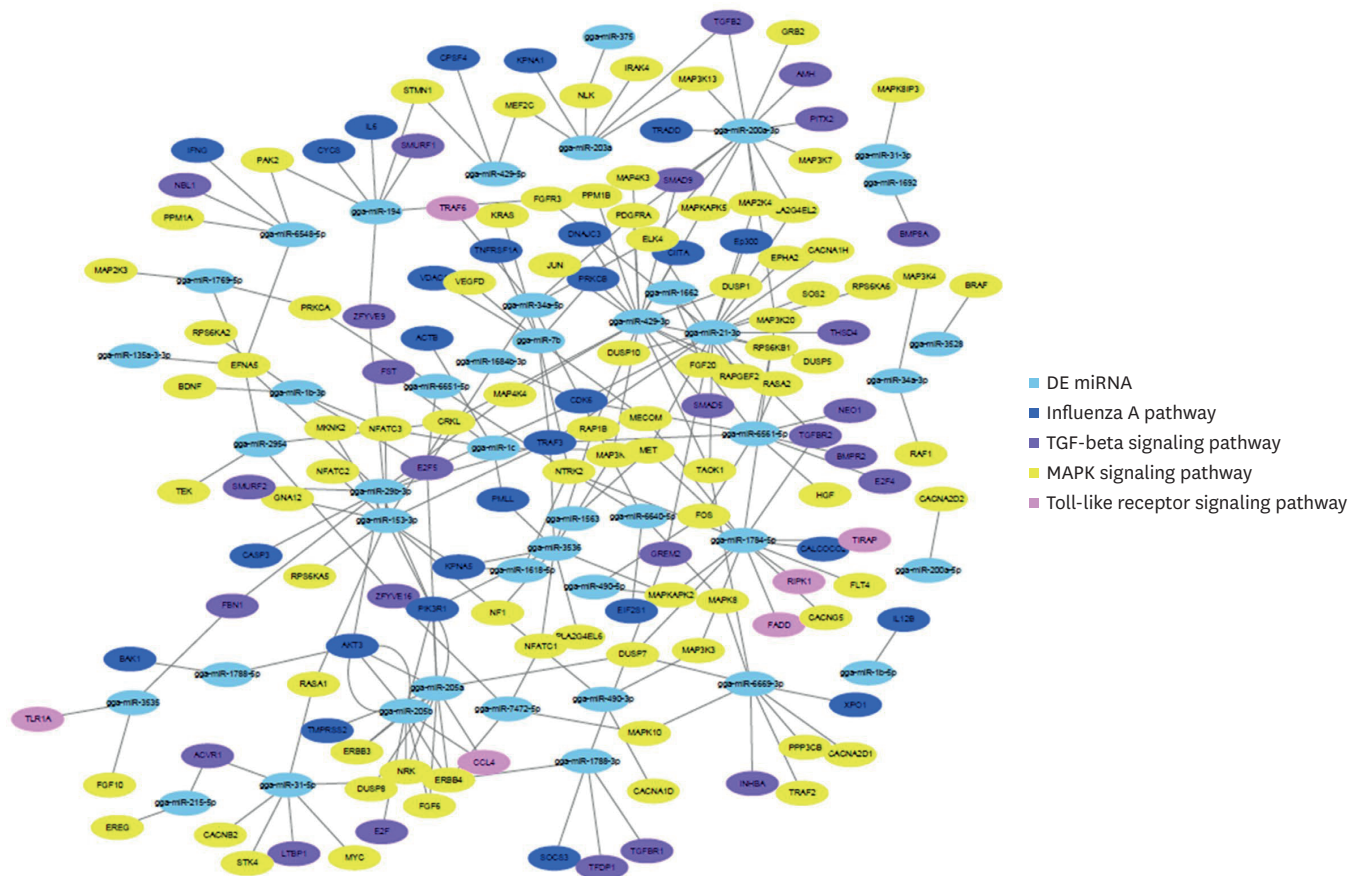 TGFB2
GRB2
gga-miR-375
CPSF4
KPNA1
IRAK4
MAP3K13
AMH
STMN1
NLK
MEF2C
MAPK8IP3
PITX2
IL6
TRADD
gga-miR-200a-3p
IFNG
PAK2
CYCS
SMURF1
gga-miR-203a
gga-miR-31-3p
MAP3K7
gga-miR-429-5p
MAP4K3
SMAD9
gga-miR-1692
NBL1
FGFR3
PPM1B
MAPKAPK5
MAP2K4
PPM1A
gga-miR-194
TRAF6
KRAS
PDGFRA
gga-miR-5548-5p
DNAJC3
ELK4
Ep300
BMP8A
TNFRSF1A
CIITA
EPHA2
CACNA1H
MAP2K3
gga-miR-1769-5p
VEGFD
JUN
PRKCB
gga-miR-1662
DUSP1
SOS2
RPS6KA6
MAP3K4
BRAF
PRKCA
gga-miR-34a-5p
ZFYVE9
gga-miR-429-3p
MAP3K20
RPS6KA2
ACTB
gga-miR-7b
gga-miR-21-3p
THSD4
gga-miR-3528
gga-miR-135a-3-3p
EFNA5
gga-miR-1684b-3p
DUSP10
RPS6KB1
DUSP5
FST
FGF20
RAPGEF2
RASA2
gga-miR-34a-3p
BDNF
gga-miR-1b-3p
gga-miR-6651-5p
MAP4K4
CDK6
SMAD5
NEO1
MKNK2
NFATC3
CRKL
MECOM
gga-miR-2954
gga-miR-1c
TRAF3
RAP1B
gga-miR-6561-5p
TGFBR2
NFATC2
E2F5
MET
BMPR2
RAF1
TEK
SMURF2
GNA12
gga-miR-29b-3p
NTRK2
TAOK1
E2F4
HGF
CACNA2D2
PMLL
gga-miR-153-3p
gga-miR-1563
gga-miR-6640-5p
FOS
CASP3
gga-miR-3536
GREM2
gga-miR-1784-5p
CALCOCO2
TIRAP
RPS6KA5
KPNA5
gga-miR-1618-5p
gga-miR-490-5p
RIPK1
FLT4
gga-miR-200a-5p
FBN1
ZFYVE16
PIK3R1
NF1
EIF2S1
MAPKAPK2
MAPK8
FADD
CACNG5
IL12B
AKT3
NFATC1
PLA2G4EL6
DUSP7
MAP3K3
BAK1
gga-miR-1788-5p
gga-miR-1b-5p
RASA1
gga-miR-205a
gga-miR-6669-3p
TLR1A
gga-miR-3535
gga-miR-205b
gga-miR-7472-5p
gga-miR-490-3p
XPO1
TMPRSS2
MAPK10
ERBB3
PPP3CB
CACNA2D1
ACVR1
CCL4
gga-miR-1788-3p
FGF10
gga-miR-31-5p
NRK
ERBB4
INHBA
DUSP8
CACNA1D
TRAF2
gga-miR-215-5p
FGF6
EREG
CACNB2
E2F
STK4
LTBP1
MYC
SOCS3
TFDP1
TGFBR1
DE miRNA
Influenza A pathway
TGF-beta signaling pathway
MAPK signaling pathway
Toll-like receptor signaling pathway